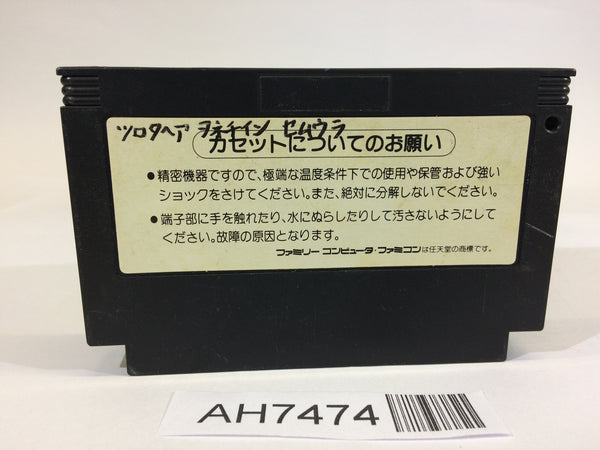 ツロタヘア ヌネチイン セムウラ
カセットについてのお願い
●精密機器ですので、極端な温度条件下での使用や保管および強い
ショックをさけてください。また、絶対に分解しないでください。
●端子部に手を触れたり、水にぬらしたりして汚さないようにして
ください。故障の原因となります。
ファミリー コンピュータ・ファミコンは任天堂の商標です。
AH7474